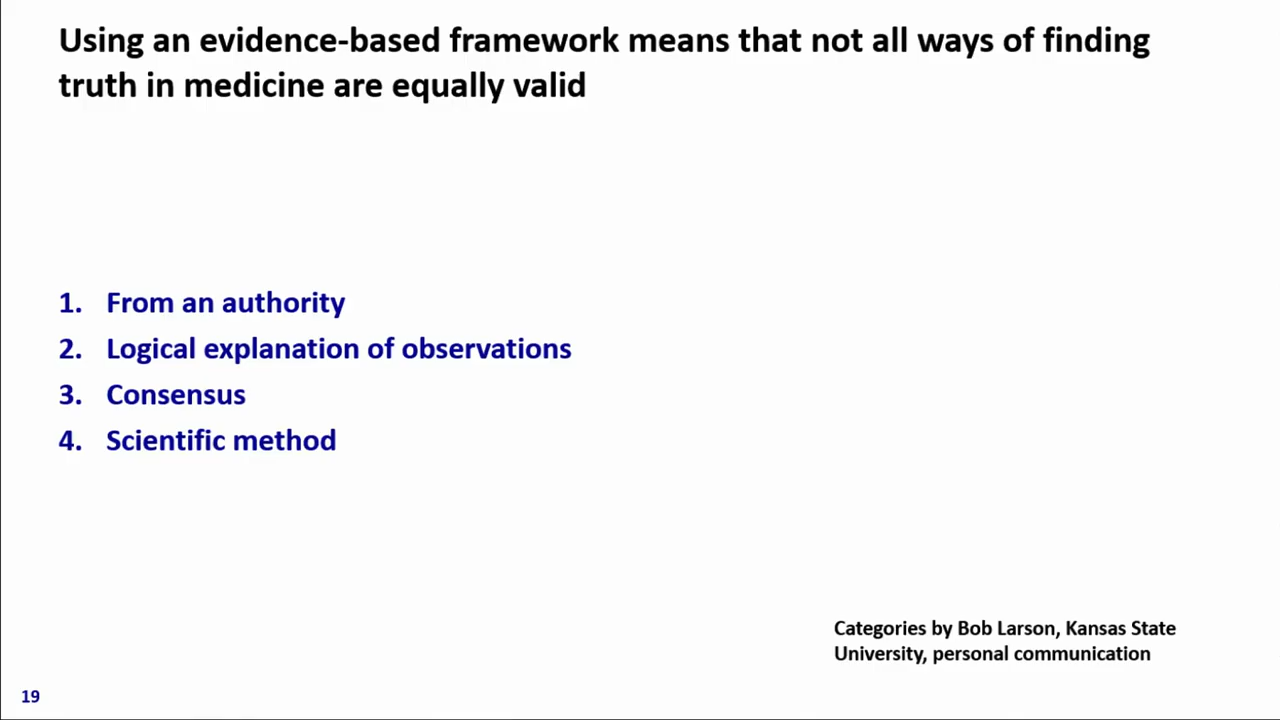 Using an evidence-based framework means that not all ways of finding
truth in medicine are equally valid
1. From an authority
2. Logical explanation of observations
3. Consensus
4. Scientific method
Categories by Bob Larson, Kansas State
University, personal communication
19